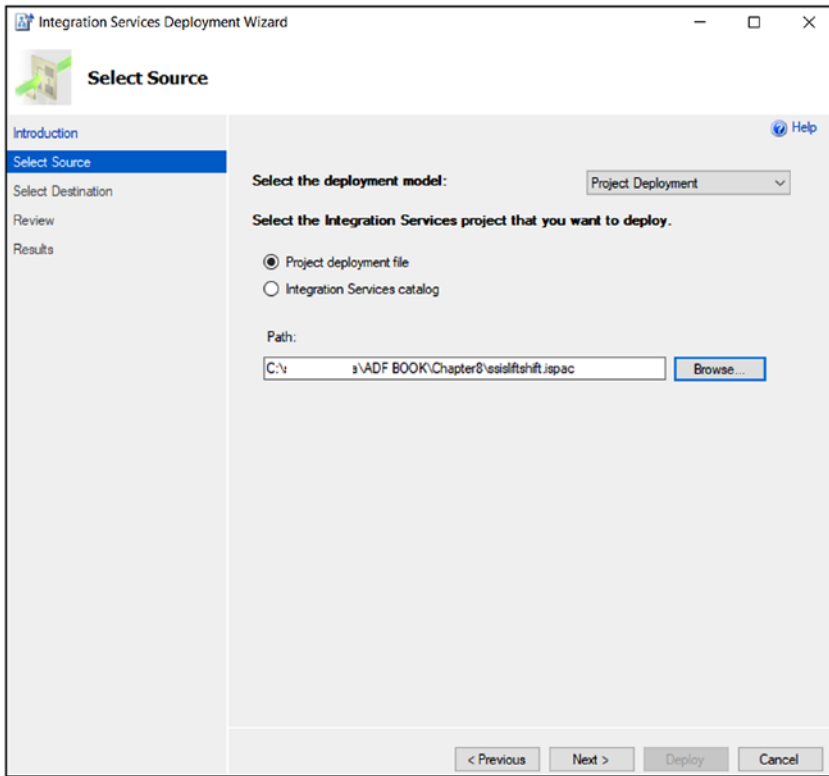 Integration Services Deployment Wizard
Select Source
Help
Introduction
Select Source
Select Destination
Review
Results
Select the deployment model:
Project Deployment
Select the Integration Services project that you want to deploy.
Project deployment file
Integration Services catalog
Path:
C:\ \ADF BOOK\Chapter8\ssisliftshift.ispac
Browse...
< Previous
Next >
Deploy
Cancel